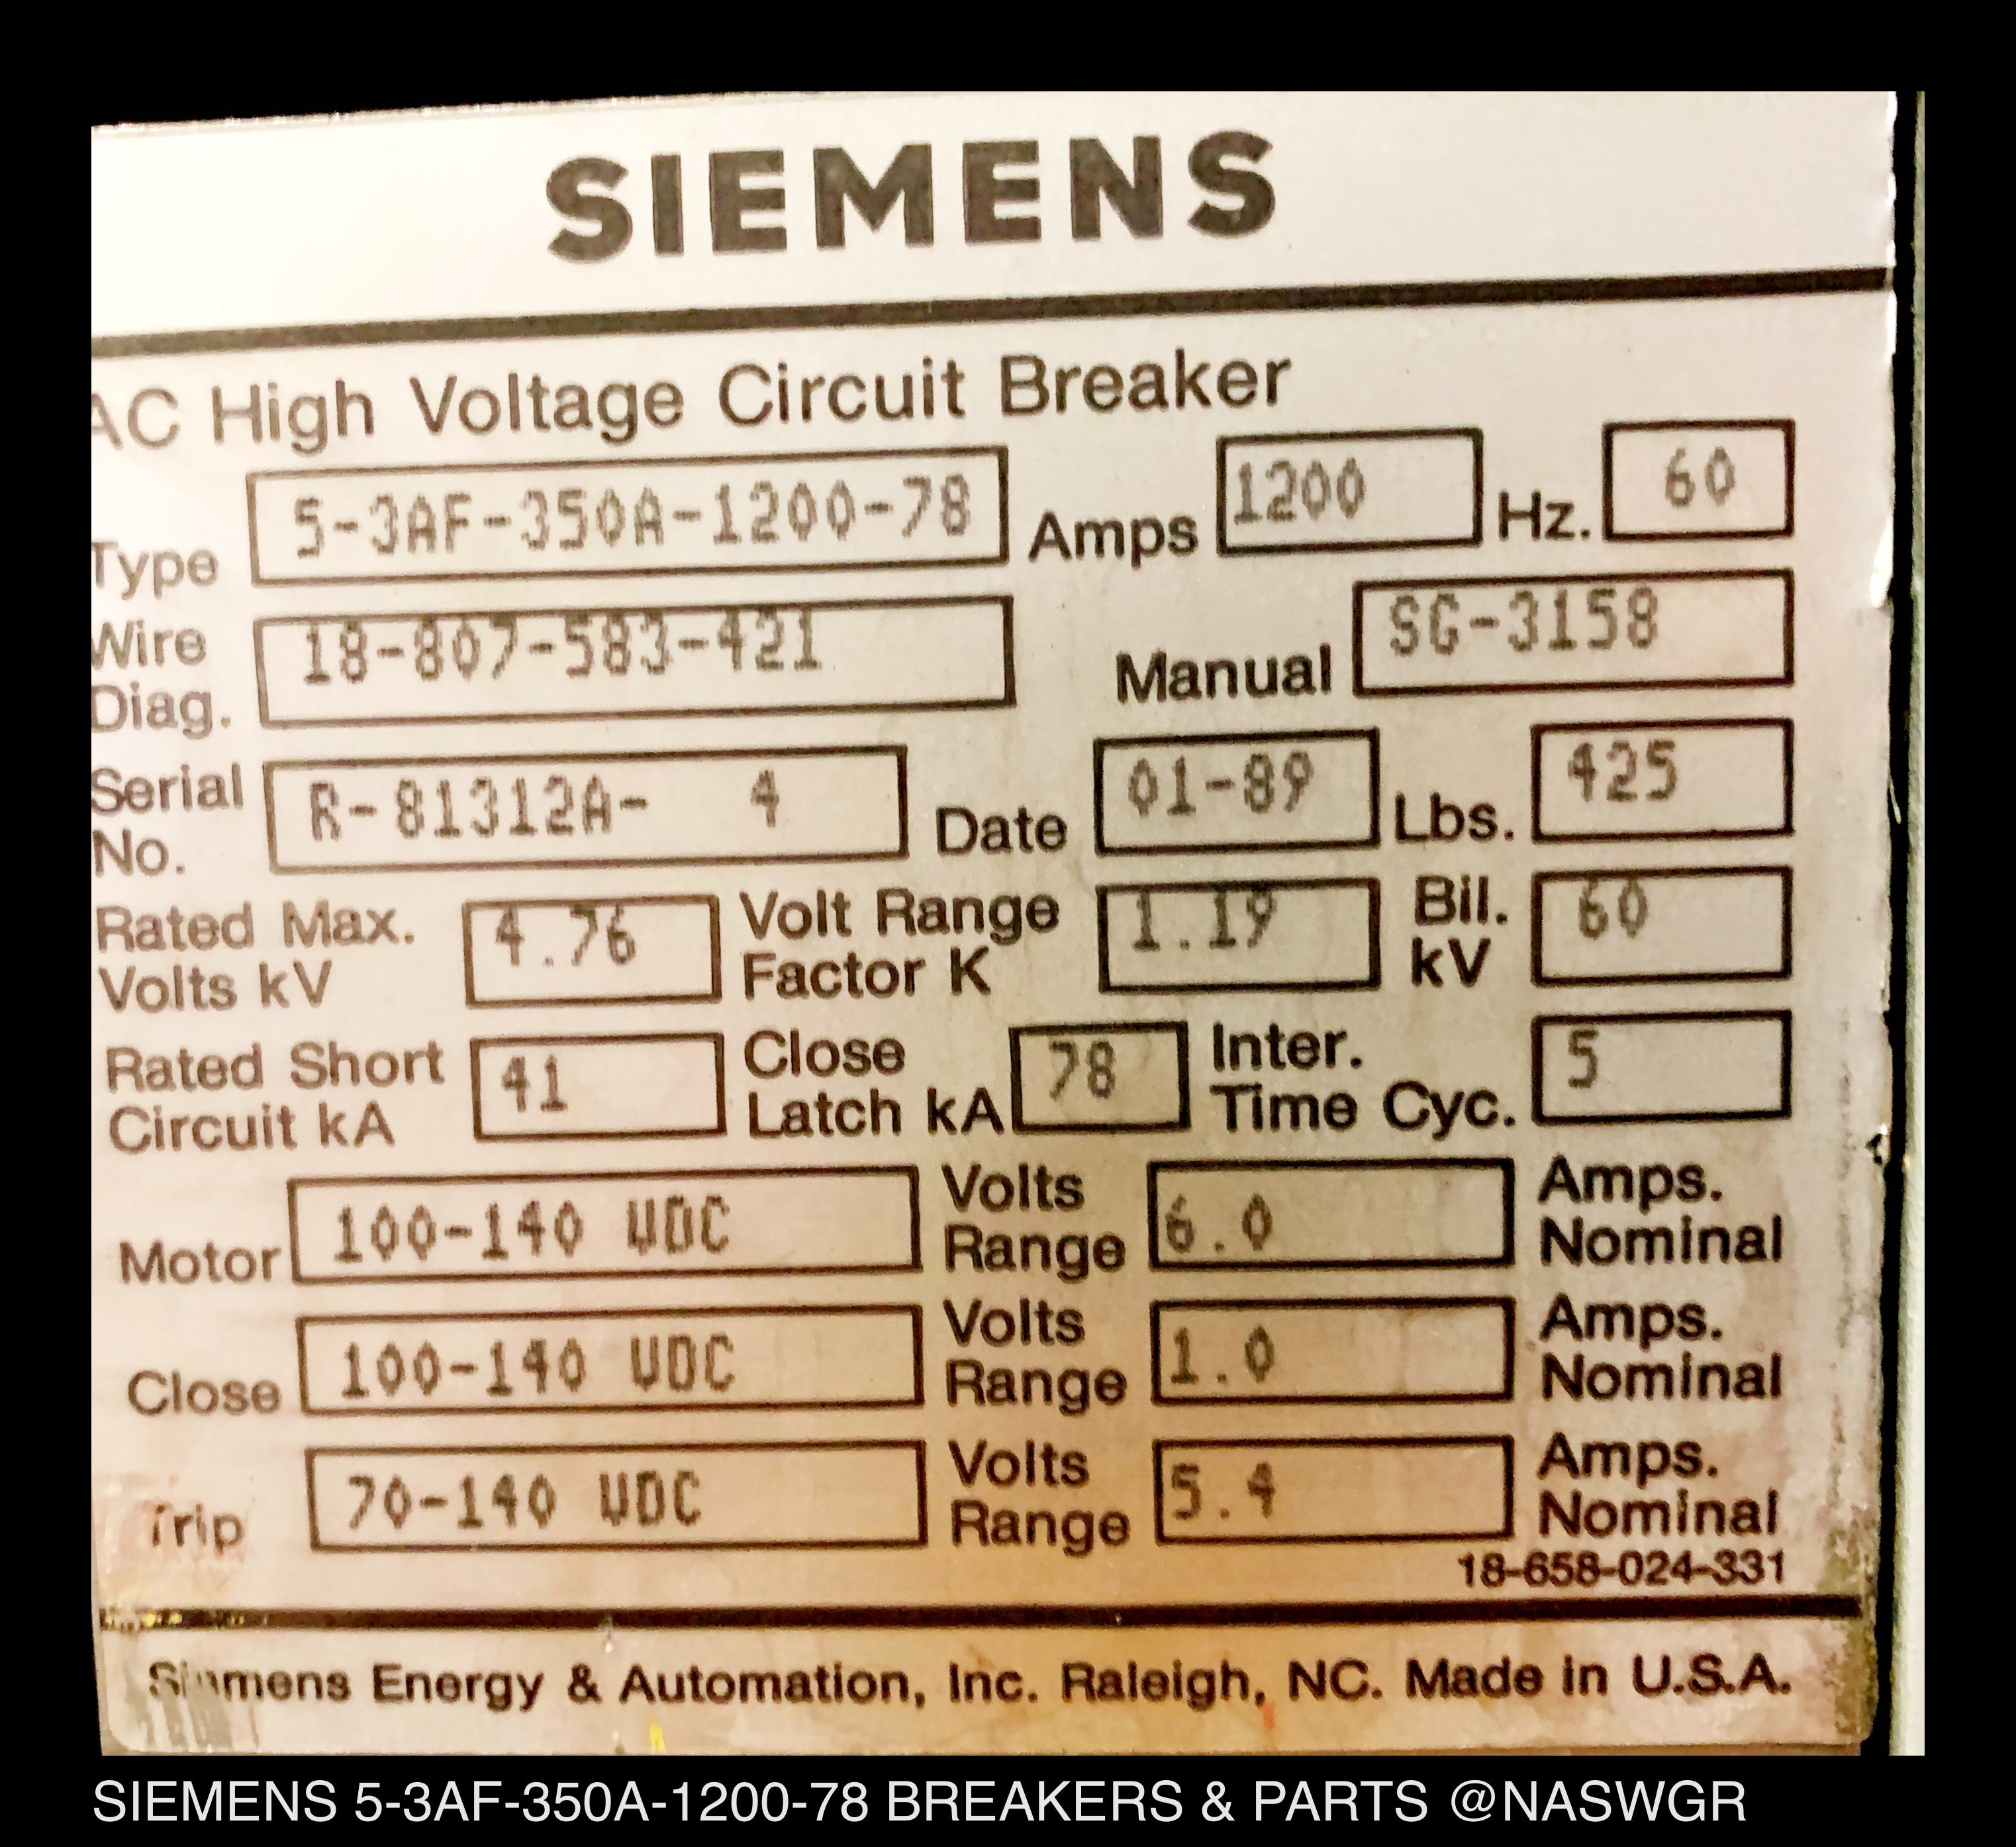 SIEMENS
AC High Voltage Circuit Breaker
Type 5-3AF-350A-1200-78 Amps 1200 Hz. 60
Wire Diag. 18-807-583-421 Manual SG-3158
Serial No. R-81312A- 4 Date 01-89 Lbs. 425
Rated Max. Volts kV 4.76 Volt Range Factor K 1.19 Bil. kV 60
Rated Short Circuit kA 41 Close Latch kA 78 Inter. Time Cyc. 5
Motor 100-140 VDC Volts Range 6.0 Amps. Nominal
Close 100-140 VDC Volts Range 1.0 Amps. Nominal
Trip 70-140 VDC Volts Range 5.4 Amps. Nominal
18-658-024-331
Siemens Energy & Automation, Inc. Raleigh, NC. Made in U.S.A.
SIEMENS 5-3AF-350A-1200-78 BREAKERS & PARTS @NASWGR